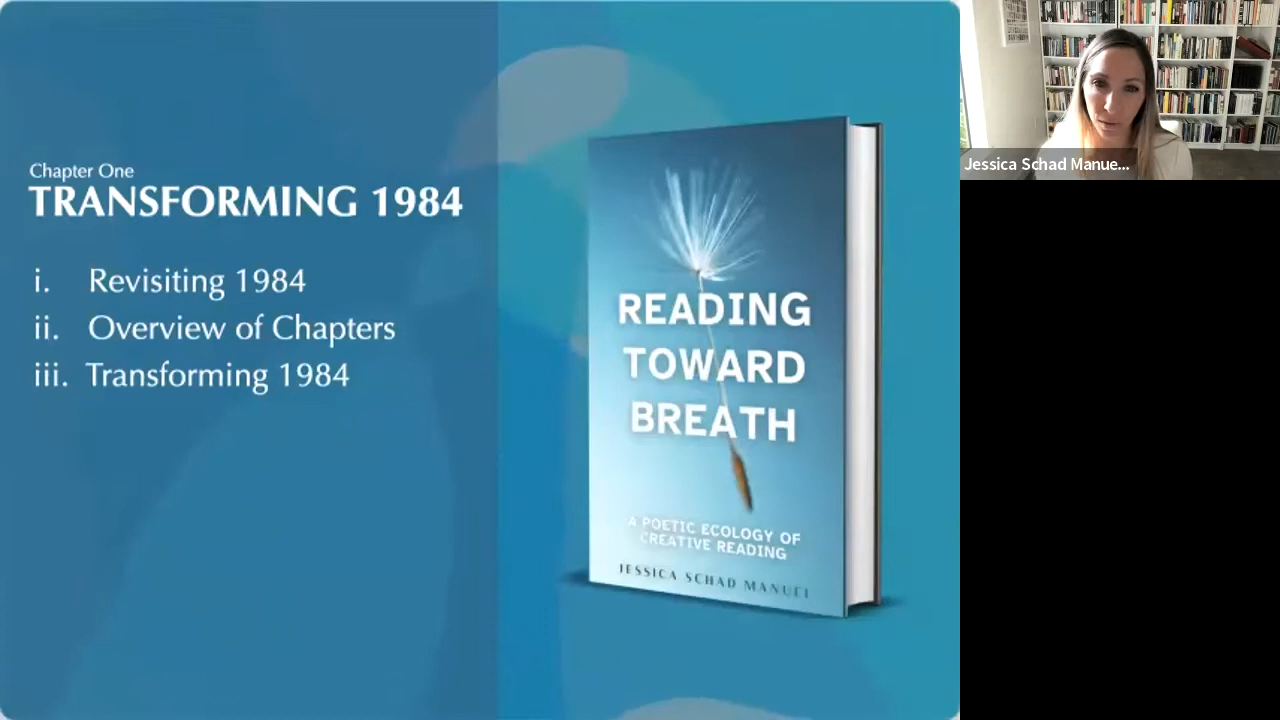 Chapter One
TRANSFORMING 1984
i. Revisiting 1984
ii. Overview of Chapters
iii. Transforming 1984
READING
TOWARD
BREATH
A POETIC ECOLOGY OF
CREATIVE READING
JESSICA SCHAD MANUEL
Jessica Schad Manue...